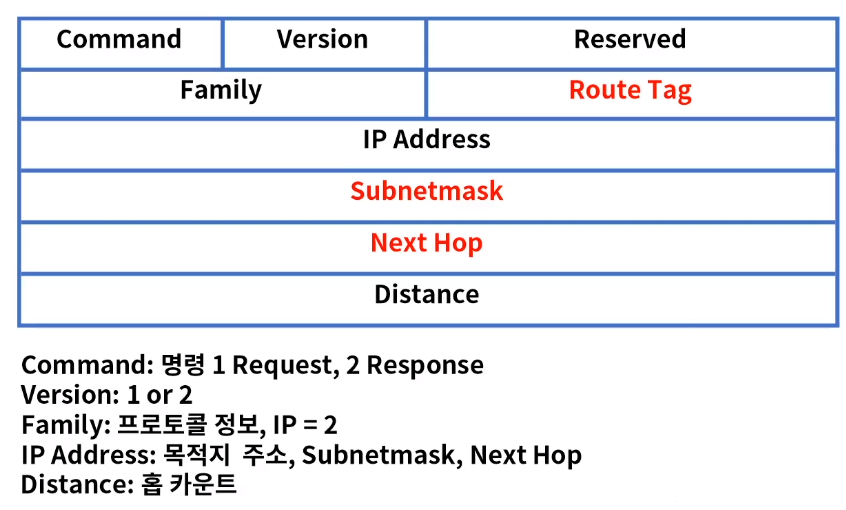 Command Version Reserved
Family Route Tag
IP Address
Subnetmask
Next Hop
Distance
Command: 명령 1 Request, 2 Response
Version: 1 or 2
Family: 프로토콜 정보, IP = 2
IP Address: 목적지 주소, Subnetmask, Next Hop
Distance: 홉 카운트